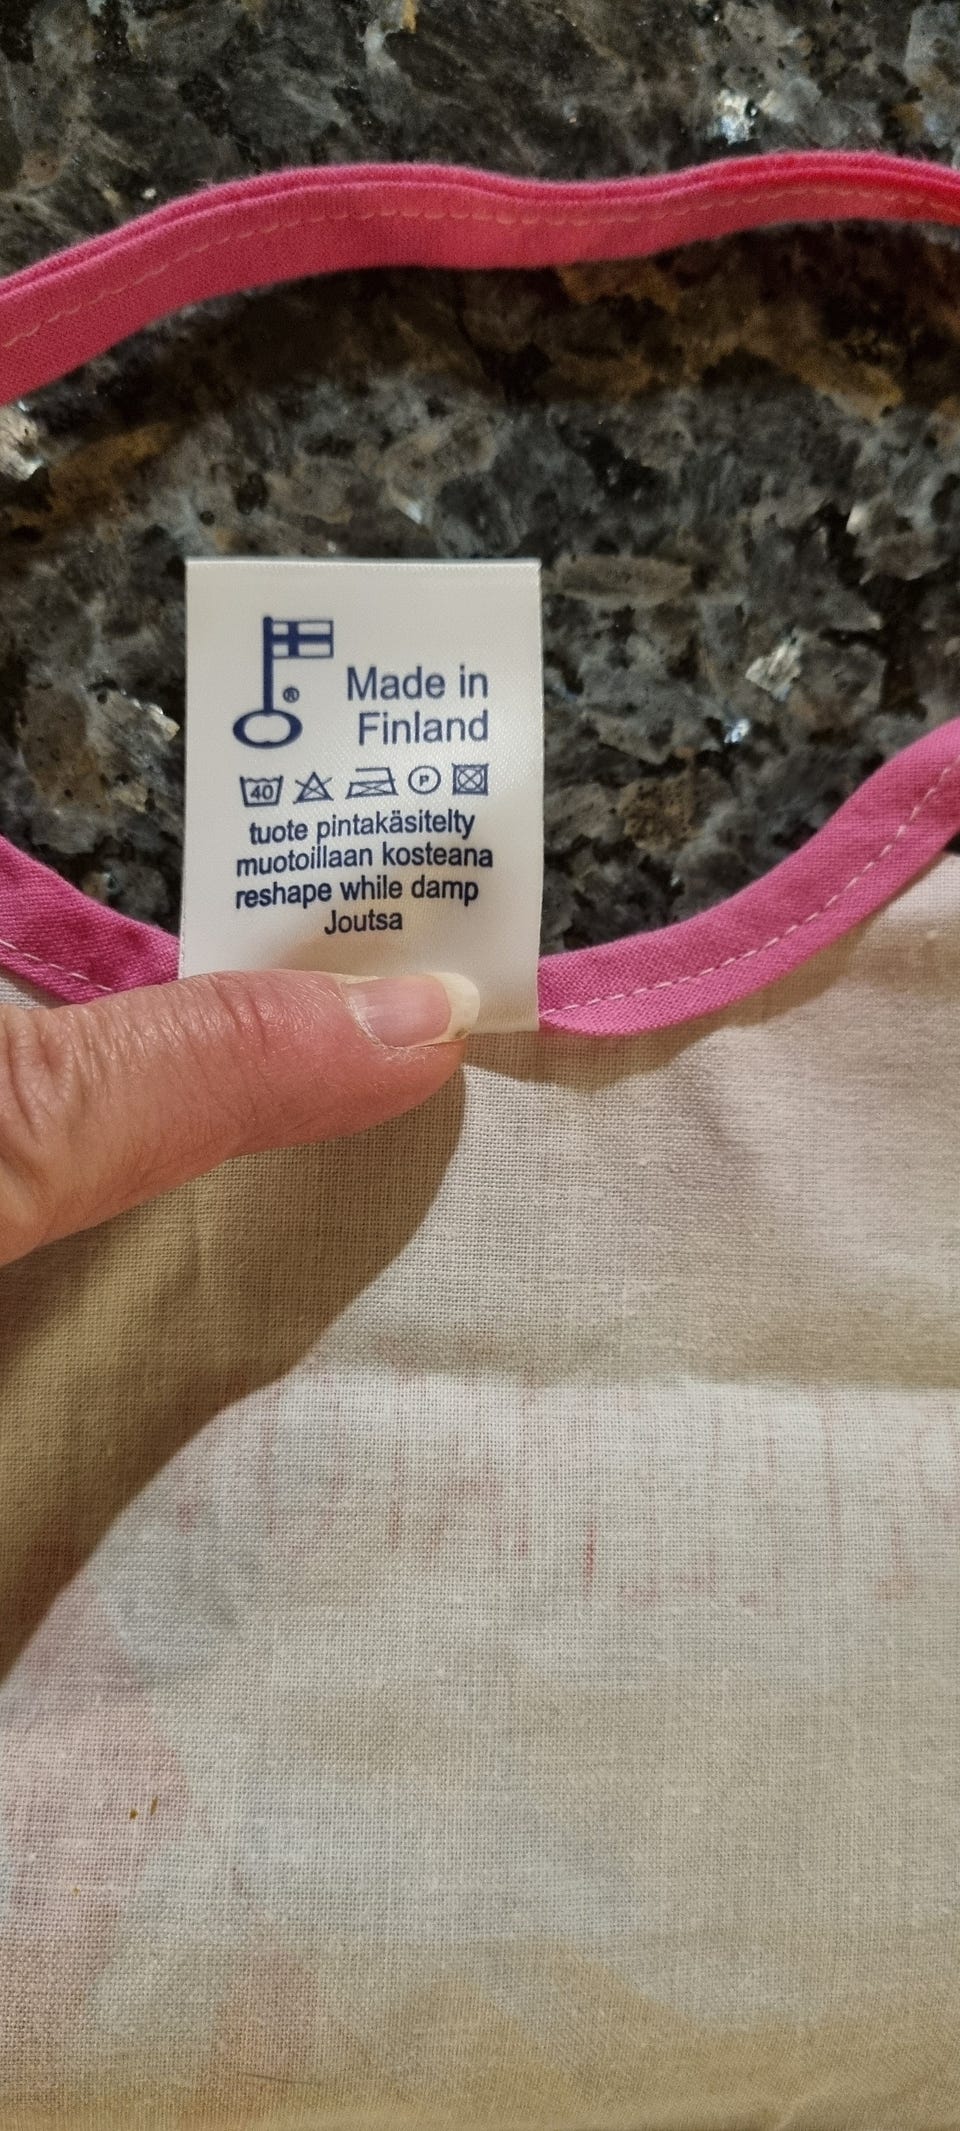 ®
Made in
Finland
40 P
tuote pintakäsitelty
muotoillaan kosteana
reshape while damp
Joutsa